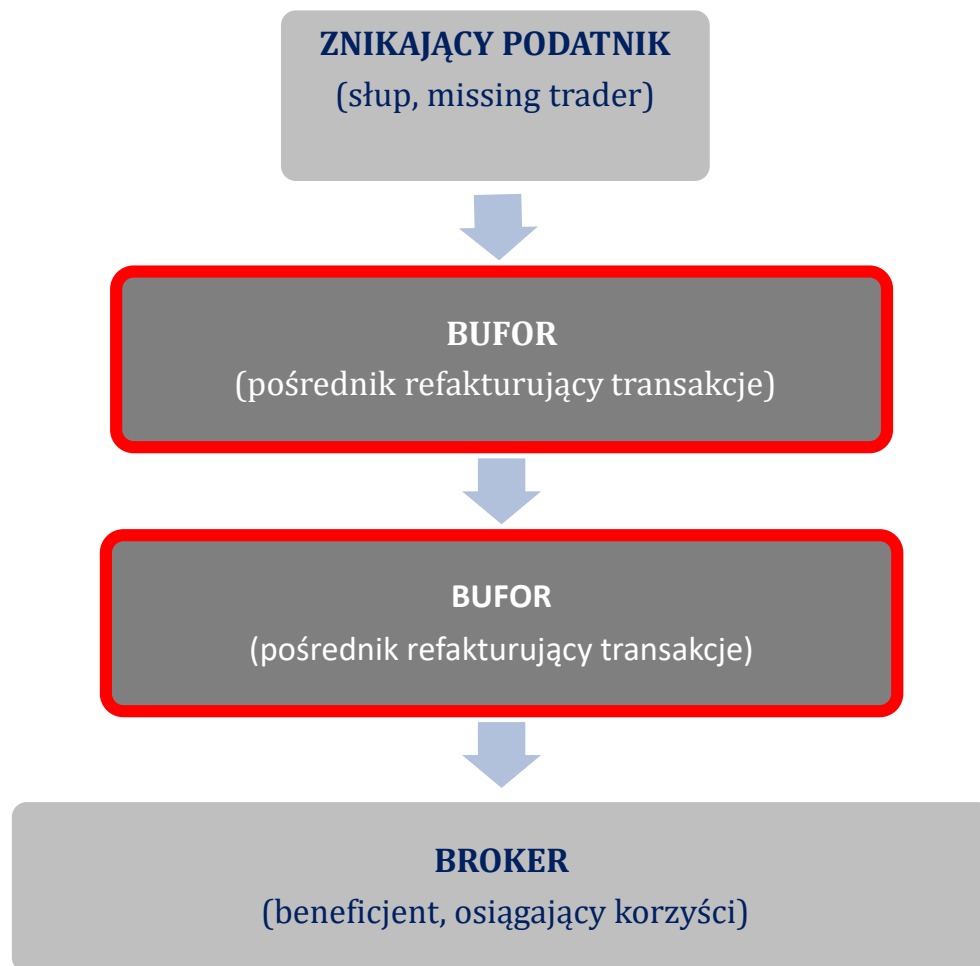 ZNIKAJĄCY PODATNIK
(słup, missing trader)
BUFOR
(pośrednik refakturujący transakcje)
BUFOR
(pośrednik refakturujący transakcje)
BROKER
(beneficjent, osiągający korzyści)